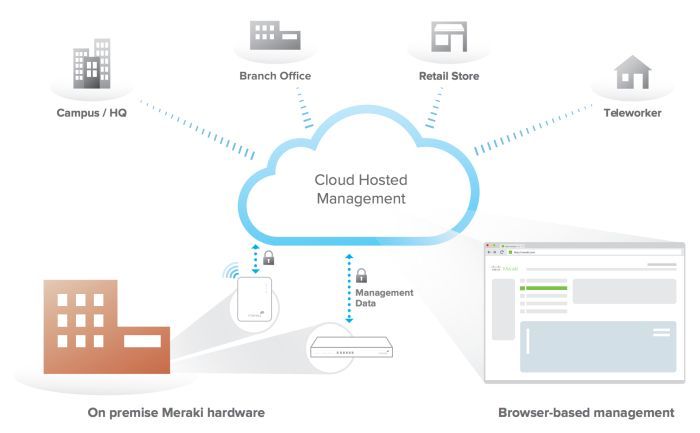 Branch Office
Retail Store
Campus / HQ
Teleworker
Cloud Hosted
Management
Management
Data
On premise Meraki hardware
Browser-based management